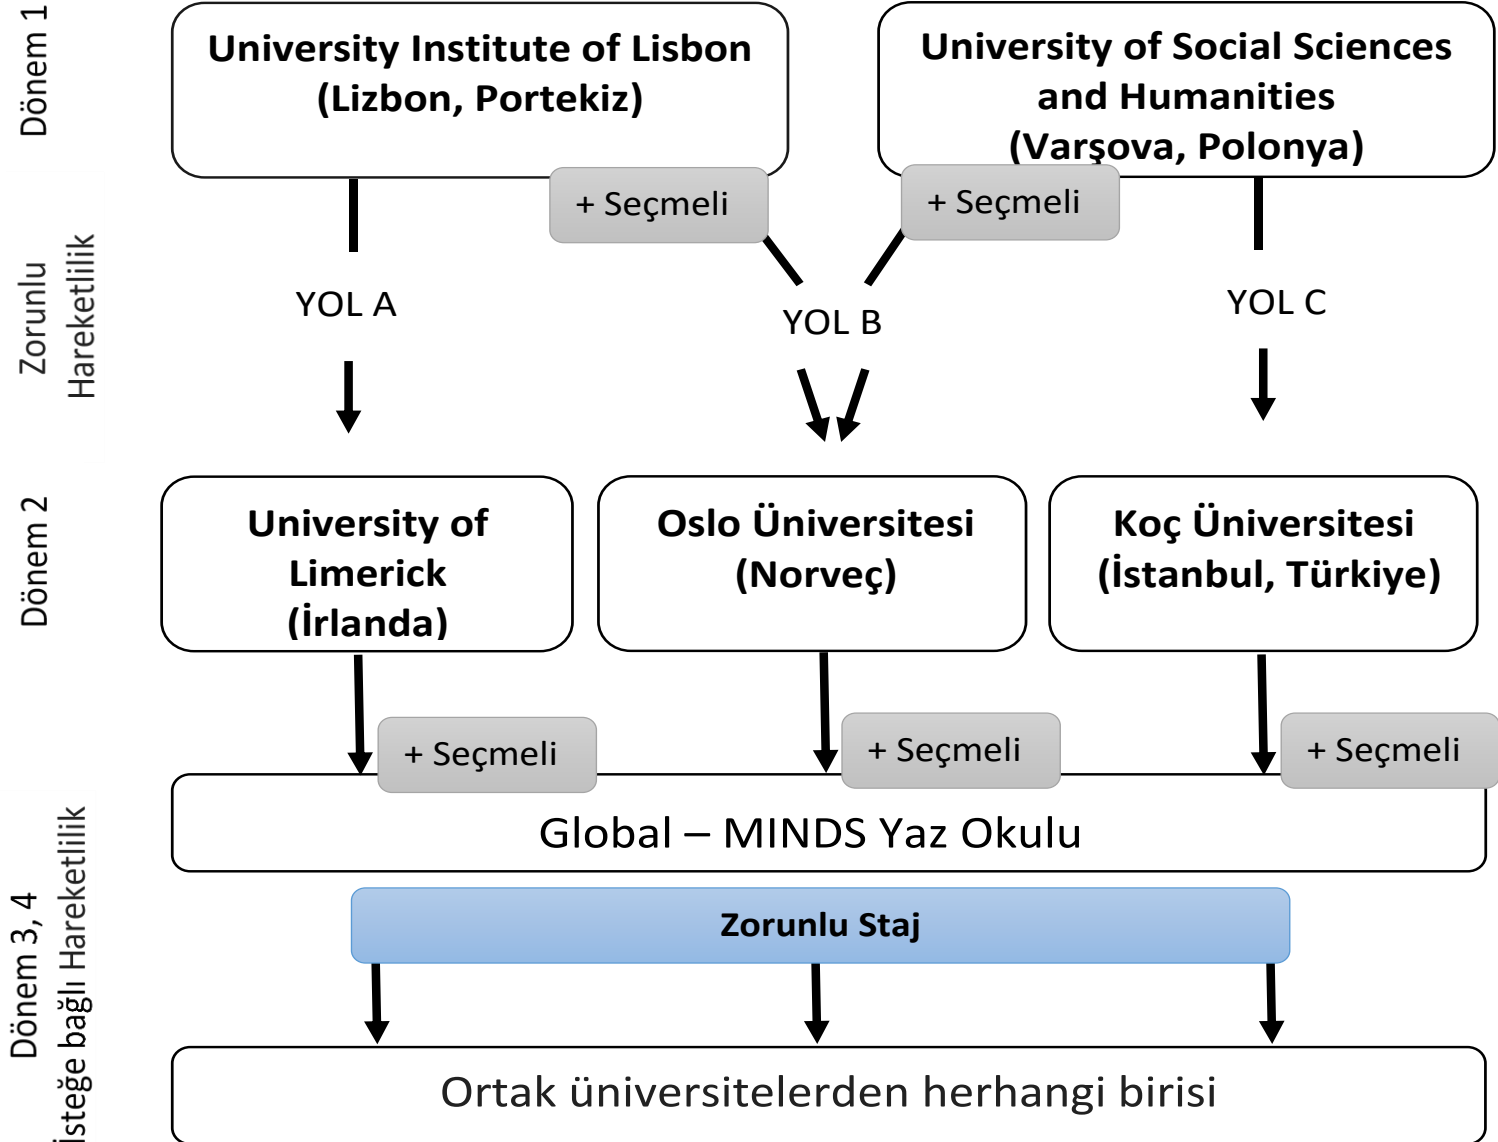 Dönem 1
University Institute of Lisbon
(Lizbon, Portekiz)
University of Social Sciences
and Humanities
(Varşova, Polonya)
+ Seçmeli
+ Seçmeli
Zorunlu
Hareketlilik
YOL A
YOL B
YOL C
Dönem 2
University of
Limerick
(İrlanda)
Oslo Üniversitesi
(Norveç)
Koç Üniversitesi
(İstanbul, Türkiye)
+ Seçmeli
+ Seçmeli
+ Seçmeli
Global – MINDS Yaz Okulu
Dönem 3, 4
İsteğe bağlı Hareketlilik
Zorunlu Staj
Ortak üniversitelerden herhangi birisi